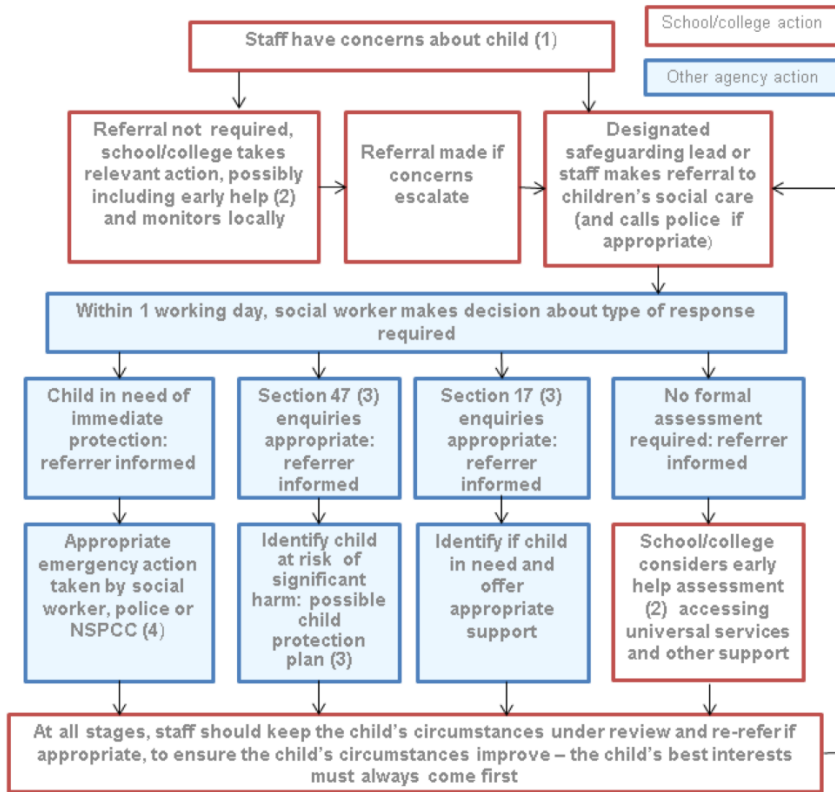 Staff have concerns about child (1)
School/college action
Other agency action
Referral not required,
school/college takes
relevant action, possibly
including early help (2)
and monitors locally
Referral made if
concerns
escalate
Designated
safeguarding lead or
staff makes referral to
children's social care
(and calls police if
appropriate)
Within 1 working day, social worker makes decision about type of response
required
Child in need of
immediate
protection:
referrer informed
Section 47 (3)
enquiries
appropriate:
referrer
informed
Section 17 (3)
enquiries
appropriate:
referrer
informed
No formal
assessment
required: referrer
informed
Appropriate
emergency action
taken by social
worker, police or
NSPCC (4)
Identify child
at risk of
significant
harm: possible
child
protection
plan (3)
Identify if child
in need and
offer
appropriate
support
School/college
considers early
help assessment
(2) accessing
universal services
and other support
At all stages, staff should keep the child's circumstances under review and re-refer if
appropriate, to ensure the child's circumstances improve – the child's best interests
must always come first